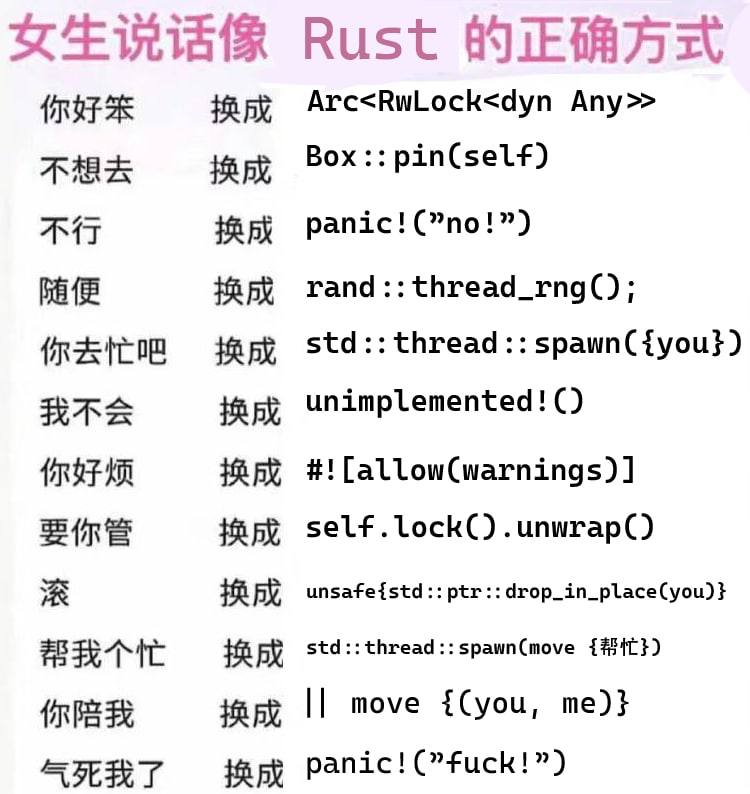 女生说话像 Rust 的正确方式
你好笨 换成 Arc<RwLock<dyn Any>>
不想去 换成 Box::pin(self)
不行 换成 panic!("no!")
随便 换成 rand::thread_rng();
你去忙吧 换成 std::thread::spawn({you})
我不会 换成 unimplemented!()
你好烦 换成 #![allow(warnings)]
要你管 换成 self.lock().unwrap()
滚 换成 unsafe{std::ptr::drop_in_place(you)}
帮我个忙 换成 std::thread::spawn(move {帮忙})
你陪我 换成 || move {(you, me)}
气死我了 换成 panic!("fuck!")